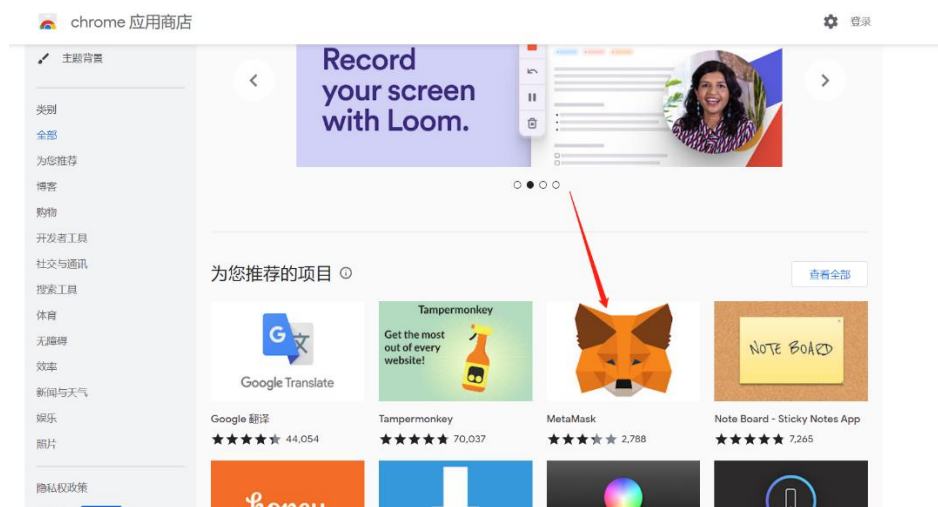 chrome 应用商店
登录
主题背景
类别
全部
为您推荐
博客
购物
开发者工具
社交与通讯
搜索工具
体育
无障碍
效率
新闻与天气
娱乐
照片
隐私权政策
Record
your screen
with Loom.
为您推荐的项目
查看全部
G
文
Google Translate
Google 翻译
44,054
Tampermonkey
Get the most
out of every
website!
Tampermonkey
70,037
MetaMask
2,788
NOTE BOARD
Note Board - Sticky Notes App
7,265
honey